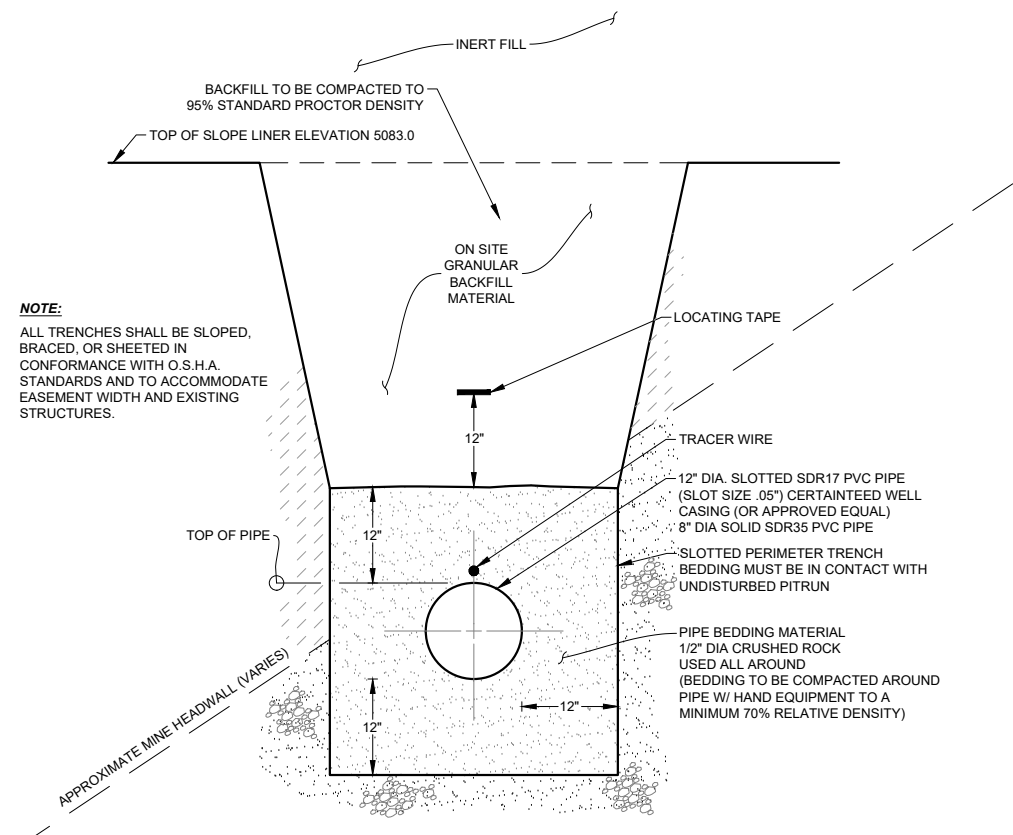 INERT FILL
BACKFILL TO BE COMPACTED TO
95% STANDARD PROCTOR DENSITY
TOP OF SLOPE LINER ELEVATION 5083.0
ON SITE
GRANULAR
BACKFILL
MATERIAL
NOTE:
ALL TRENCHES SHALL BE SLOPED,
BRACED, OR SHEETED IN
CONFORMANCE WITH O.S.H.A.
STANDARDS AND TO ACCOMMODATE
EASEMENT WIDTH AND EXISTING
STRUCTURES.
LOCATING TAPE
12"
TRACER WIRE
12" DIA. SLOTTED SDR17 PVC PIPE
(SLOT SIZE .05") CERTAINTEED WELL
CASING (OR APPROVED EQUAL)
8" DIA SOLID SDR35 PVC PIPE
12"
TOP OF PIPE
SLOTTED PERIMETER TRENCH
BEDDING MUST BE IN CONTACT WITH
UNDISTURBED PITRUN
PIPE BEDDING MATERIAL
1/2" DIA CRUSHED ROCK
USED ALL AROUND
(BEDDING TO BE COMPACTED AROUND
PIPE W/ HAND EQUIPMENT TO A
MINIMUM 70% RELATIVE DENSITY)
12"
12"
APPROXIMATE MINE HEADWALL (VARIES)